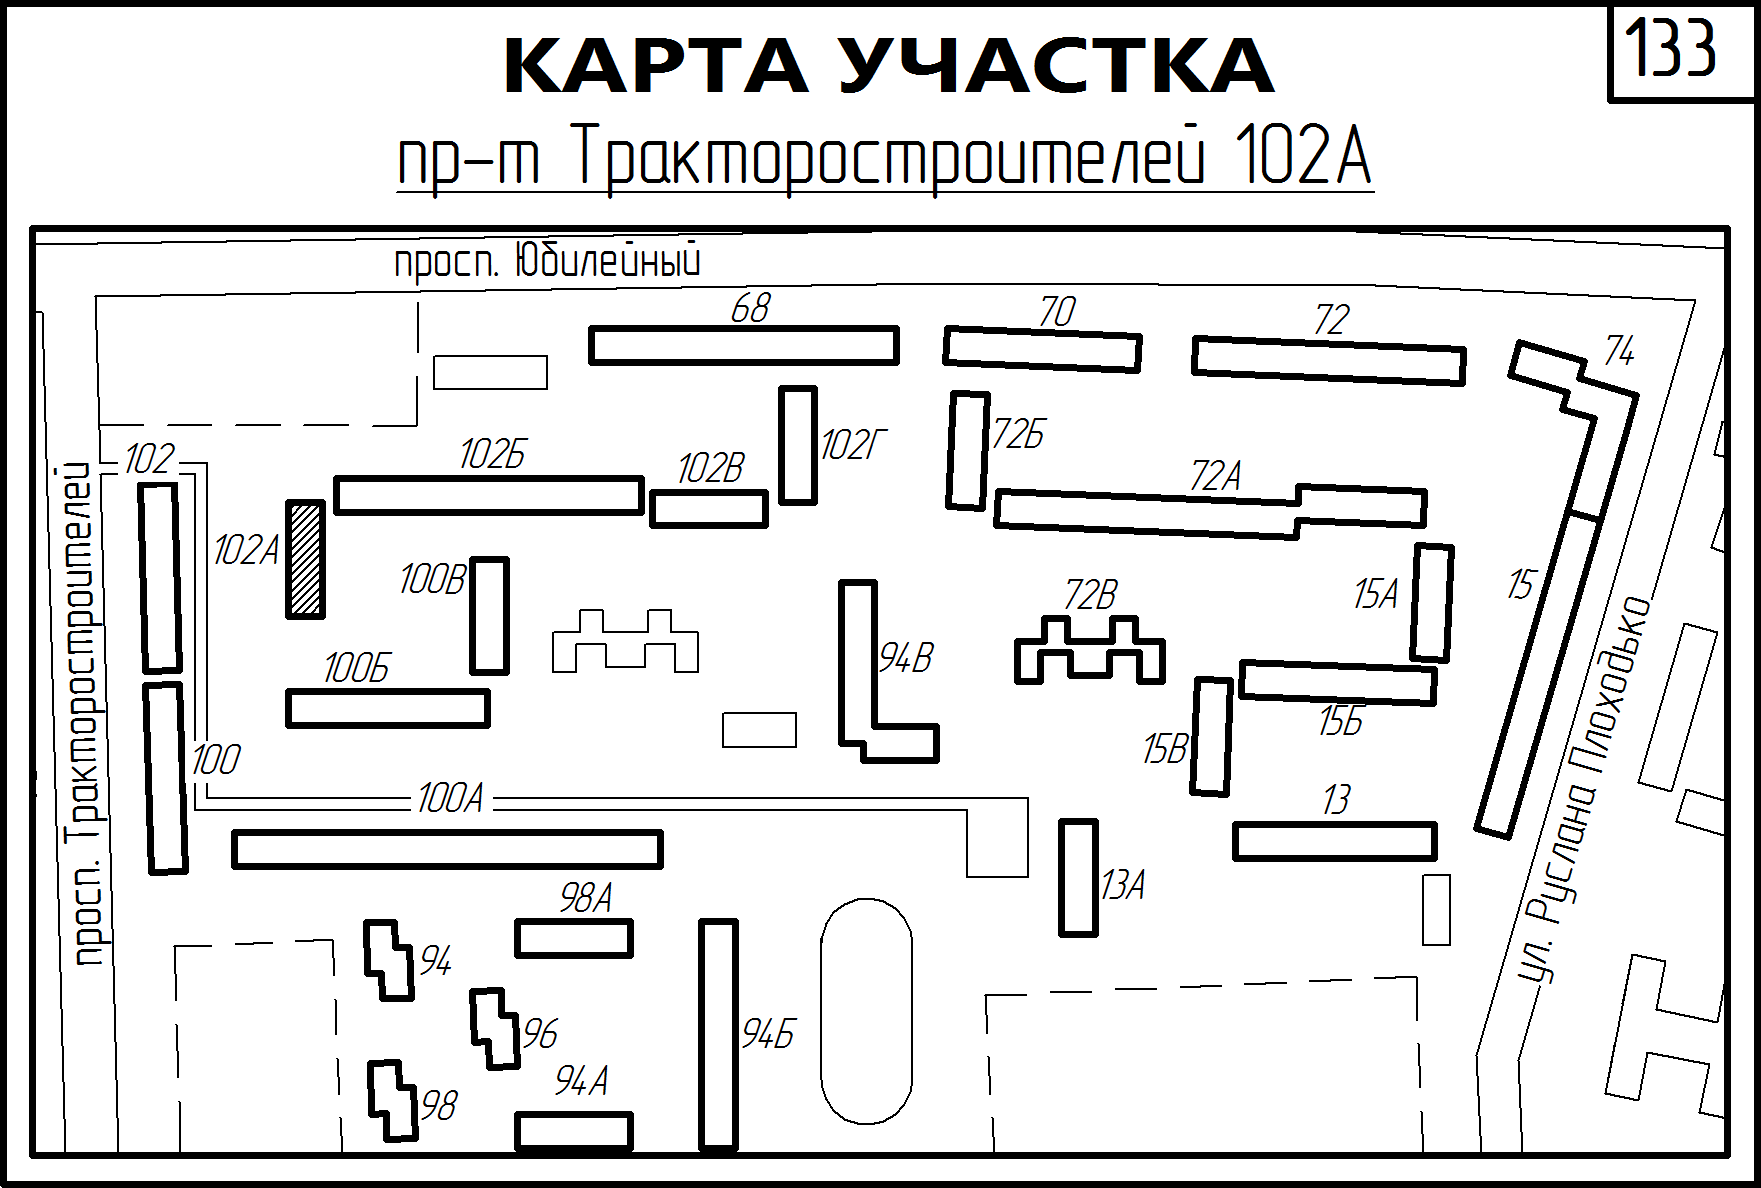 133
КАРТА УЧАСТКА
пр-т Тракторостроителей 102А
просп. Юбилейный
68
70
72
74
102
102Б
102В
102Г
72Б
72А
102А
100В
15А
15
72В
100Б
94В
15Б
15В
100
100А
13
13А
98А
94
96
94Б
94А
98
просп. Тракторостроителей
ул. Руслана Плоходько